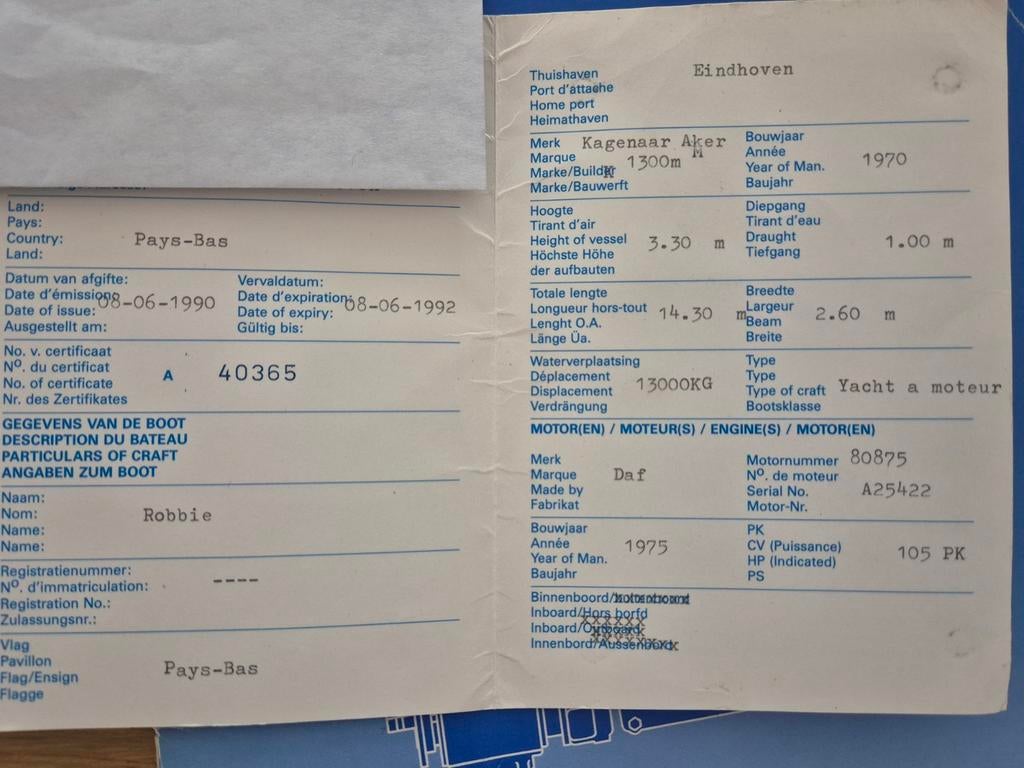 Land:
Pays:
Country: Pays-Bas
Land:
Datum van afgifte:
Date d'émission: 08-06-1990
Date of issue:
Ausgestellt am:
Vervaldatum:
Date d'expiration: 08-06-1992
Date of expiry:
Gültig bis:
No. v. certificaat
Nº. du certificat
No. of certificate A 40365
Nr. des Zertifikates
GEGEVENS VAN DE BOOT
DESCRIPTION DU BATEAU
PARTICULARS OF CRAFT
ANGABEN ZUM BOOT
Naam:
Nom: Robbie
Name:
Name:
Registratienummer:
Nº. d'immatriculation: ----
Registration No.:
Zulassungsnr.:
Vlag
Pavillon Pays-Bas
Flag/Ensign
Flagge
Thuishaven Eindhoven
Port d'attache
Home port
Heimathaven
Merk Kagenaar Aker
Marque 1300m M
Marke/Builder
Marke/Bauwerft
Bouwjaar
Année 1970
Year of Man.
Baujahr
Hoogte
Tirant d'air
Height of vessel 3.30 m
Höchste Höhe
der aufbauten
Diepgang
Tirant d'eau
Draught 1.00 m
Tiefgang
Totale lengte
Longueur hors-tout 14.30 m
Lenght O.A.
Länge Üa.
Breedte
Largeur 2.60 m
Beam
Breite
Waterverplaatsing
Déplacement 13000KG
Displacement
Verdrängung
Type
Type
Type of craft Yacht a moteur
Bootsklasse
MOTOR(EN) / MOTEUR(S) / ENGINE(S) / MOTOR(EN)
Merk
Marque Daf
Made by
Fabrikat
Motornummer 80875
Nº. de moteur
Serial No. A25422
Motor-Nr.
Bouwjaar
Année 1975
Year of Man.
Baujahr
PK
CV (Puissance) 105 PK
HP (Indicated)
PS
Binnenboord/
Inboard/Hors borfd
Inboard/Outboard
Innenbord/Aussenbord